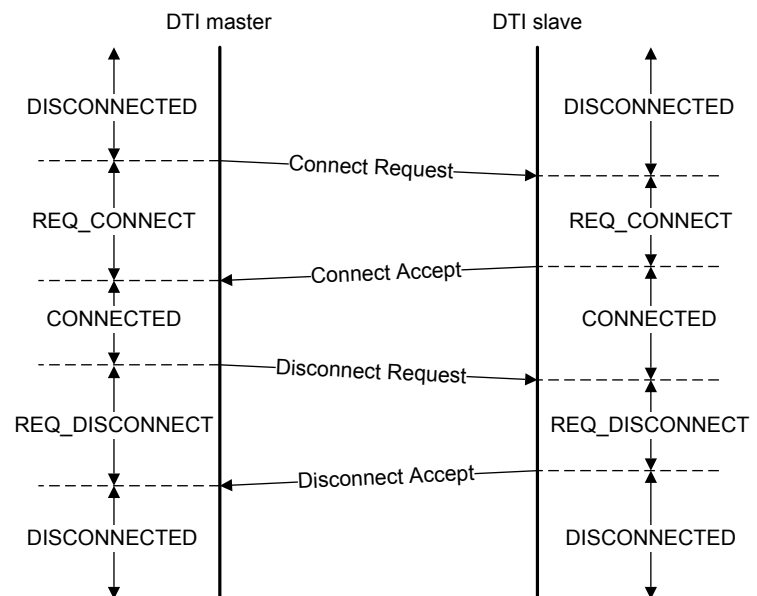 DTI master
DTI slave
DISCONNECTED
DISCONNECTED
Connect Request
REQ_CONNECT
REQ_CONNECT
Connect Accept
CONNECTED
CONNECTED
Disconnect Request
REQ_DISCONNECT
REQ_DISCONNECT
Disconnect Accept
DISCONNECTED
DISCONNECTED